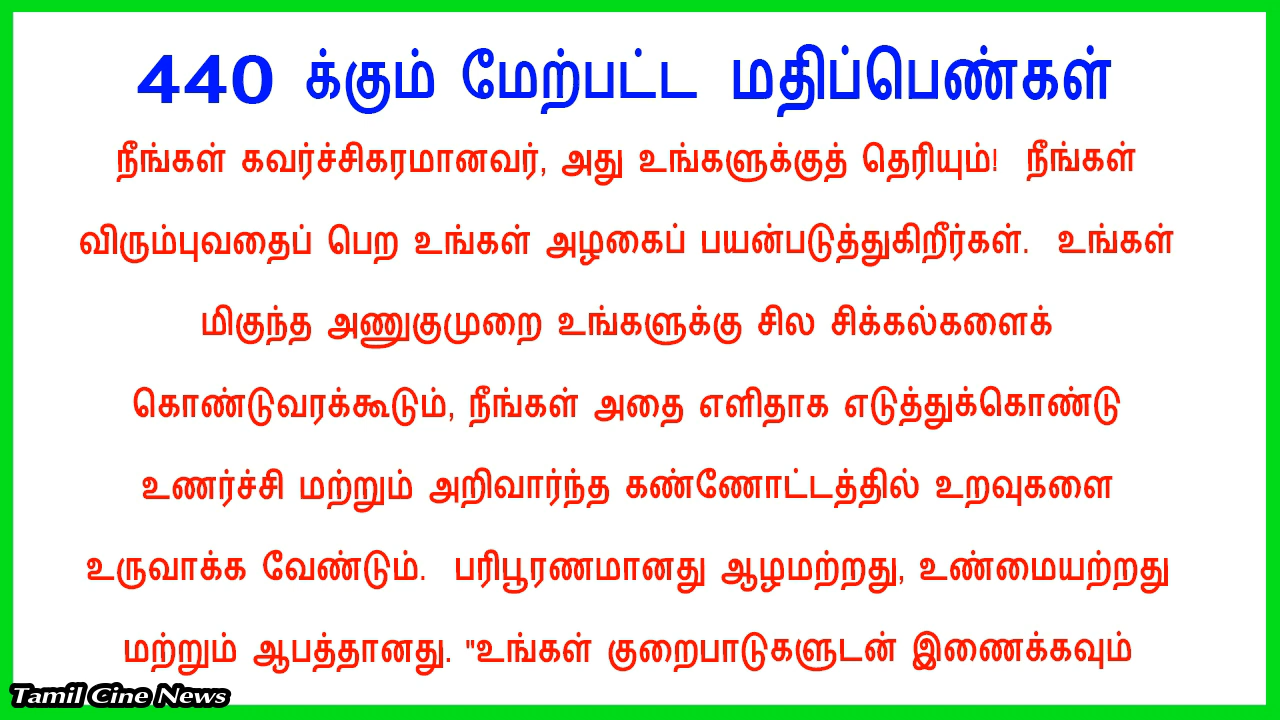 440 க்கும் மேற்பட்ட மதிப்பெண்கள்
நீங்கள் கவர்ச்சிகரமானவர், அது உங்களுக்குத் தெரியும்! நீங்கள்
விரும்புவதைப் பெற உங்கள் அழகைப் பயன்படுத்துகிறீர்கள். உங்கள்
மிகுந்த அணுகுமுறை உங்களுக்கு சில சிக்கல்களைக்
கொண்டுவரக்கூடும், நீங்கள் அதை எளிதாக எடுத்துக்கொண்டு
உணர்ச்சி மற்றும் அறிவார்ந்த கண்ணோட்டத்தில் உறவுகளை
உருவாக்க வேண்டும். பரிபூரணமானது ஆழமற்றது, உண்மையற்றது
மற்றும் ஆபத்தானது. "உங்கள் குறைபாடுகளுடன் இணைக்கவும்
Tamil Cine News